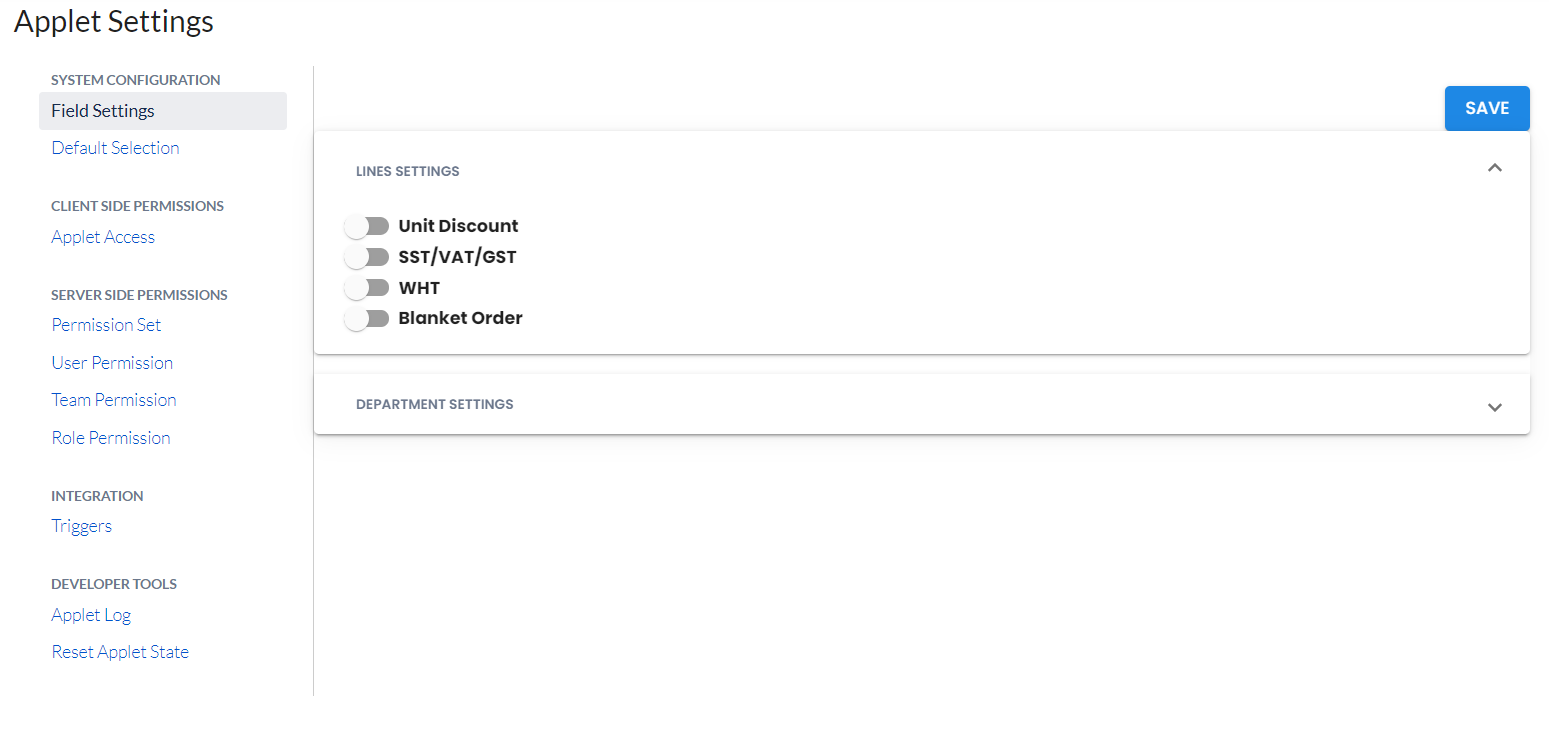 Applet Settings
SYSTEM CONFIGURATION
Field Settings
Default Selection
CLIENT SIDE PERMISSIONS
Applet Access
SERVER SIDE PERMISSIONS
Permission Set
User Permission
Team Permission
Role Permission
INTEGRATION
Triggers
DEVELOPER TOOLS
Applet Log
Reset Applet State
SAVE
LINES SETTINGS
Unit Discount
SST/VAT/GST
WHT
Blanket Order
DEPARTMENT SETTINGS